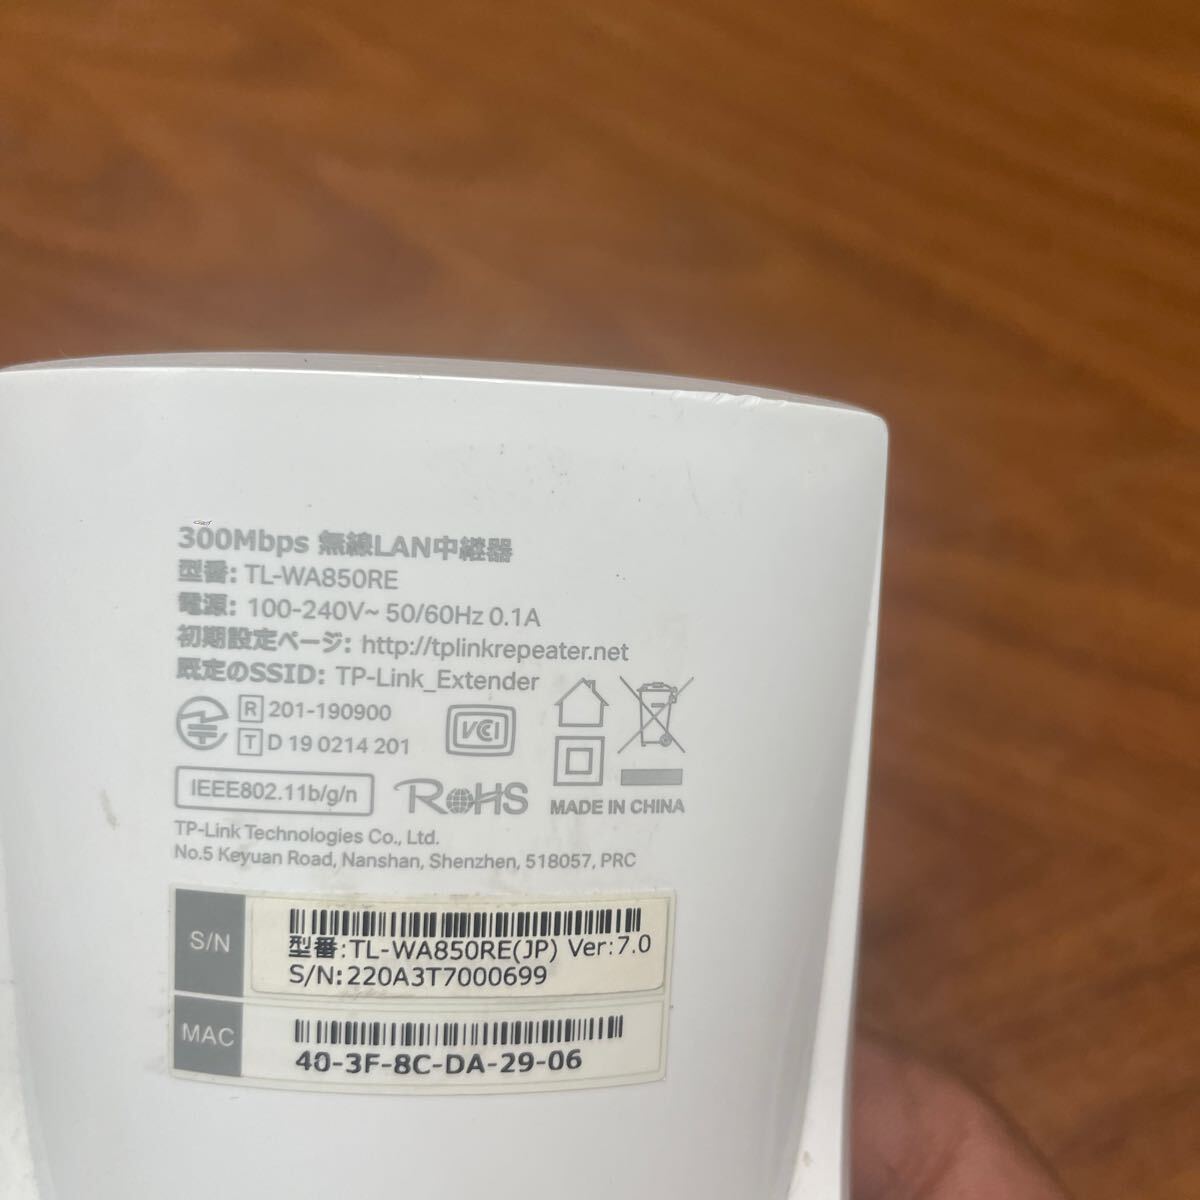 300Mbps 無線LAN中継器
型番: TL-WA850RE
電源: 100-240V~ 50/60Hz 0.1A
初期設定ページ: http://tplinkrepeater.net
既定のSSID: TP-Link_Extender
R 201-190900
T D 19 0214 201
VCCI
IEEE802.11b/g/n
RoHS
MADE IN CHINA
TP-Link Technologies Co., Ltd.
No.5 Keyuan Road, Nanshan, Shenzhen, 518057, PRC
S/N
型番:TL-WA850RE(JP) Ver:7.0
S/N:220A3T7000699
MAC
40-3F-8C-DA-29-06